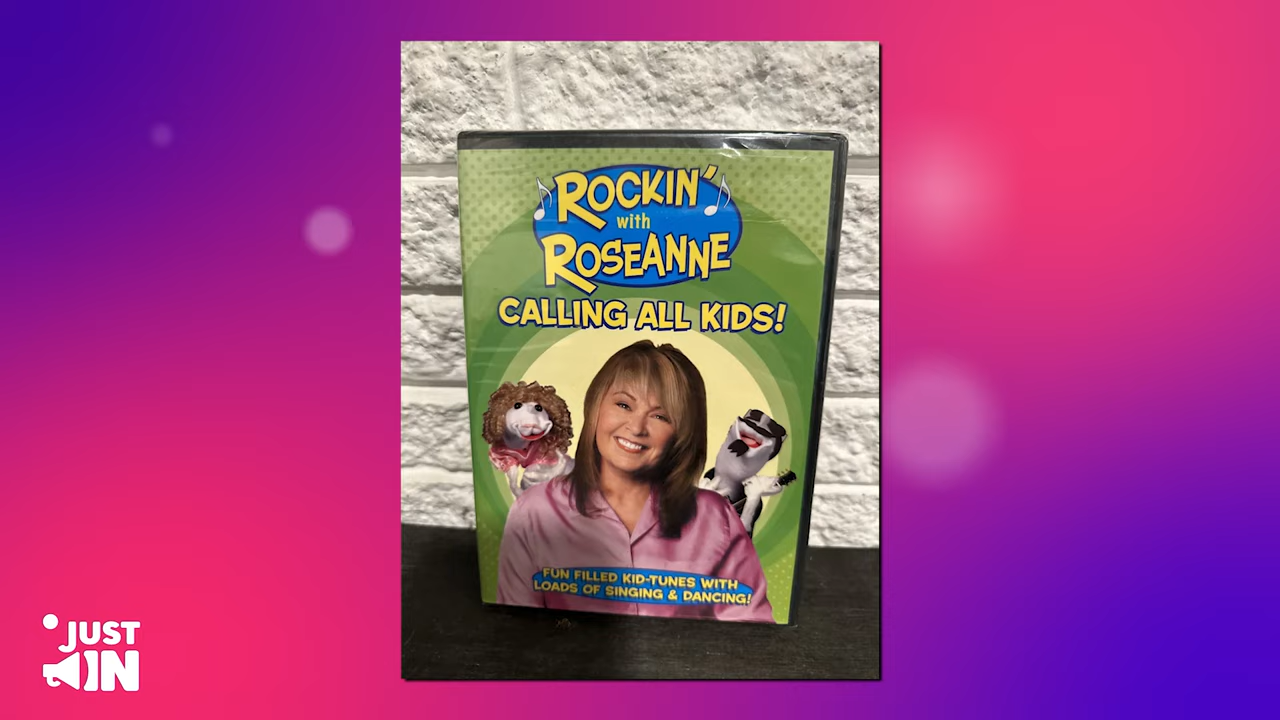 ROCKIN'
with
ROSEANNE
CALLING ALL KIDS!
FUN FILLED KID-TUNES WITH
LOADS OF SINGING & DANCING!
JUST
IN